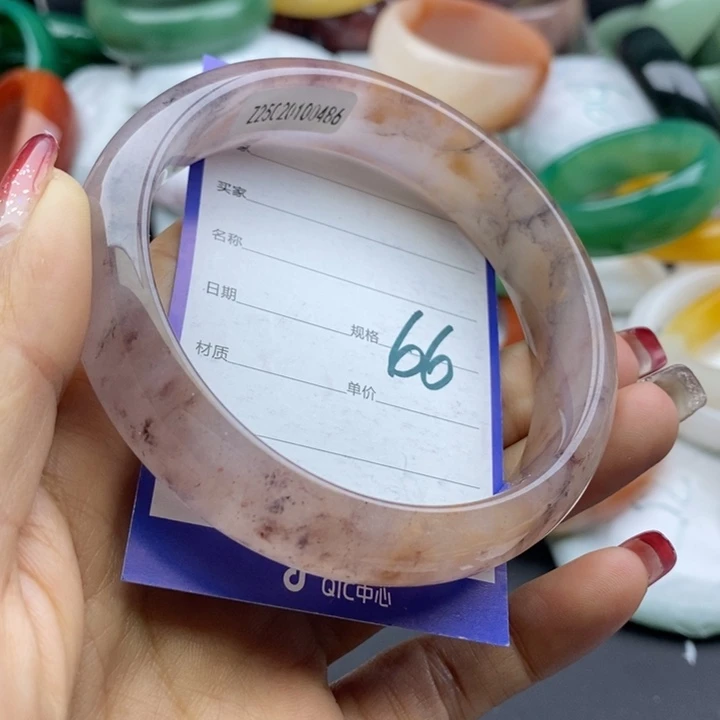 Z25C20100486
买家
名称
日期
规格 66
材质
单价
QIC中心